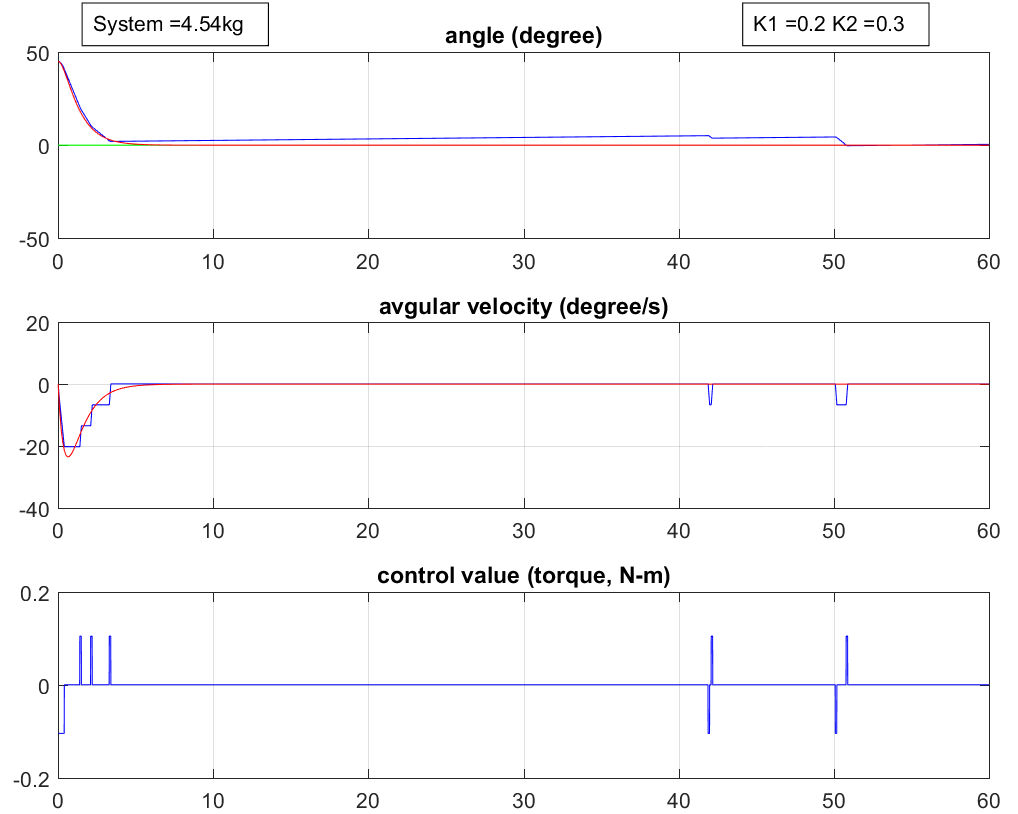 System =4.54kg
K1 =0.2 K2 =0.3
angle (degree)
50
0
-50
0 10 20 30 40 50 60
avgular velocity (degree/s)
20
0
-20
-40
0 10 20 30 40 50 60
control value (torque, N-m)
0.2
0
-0.2
0 10 20 30 40 50 60